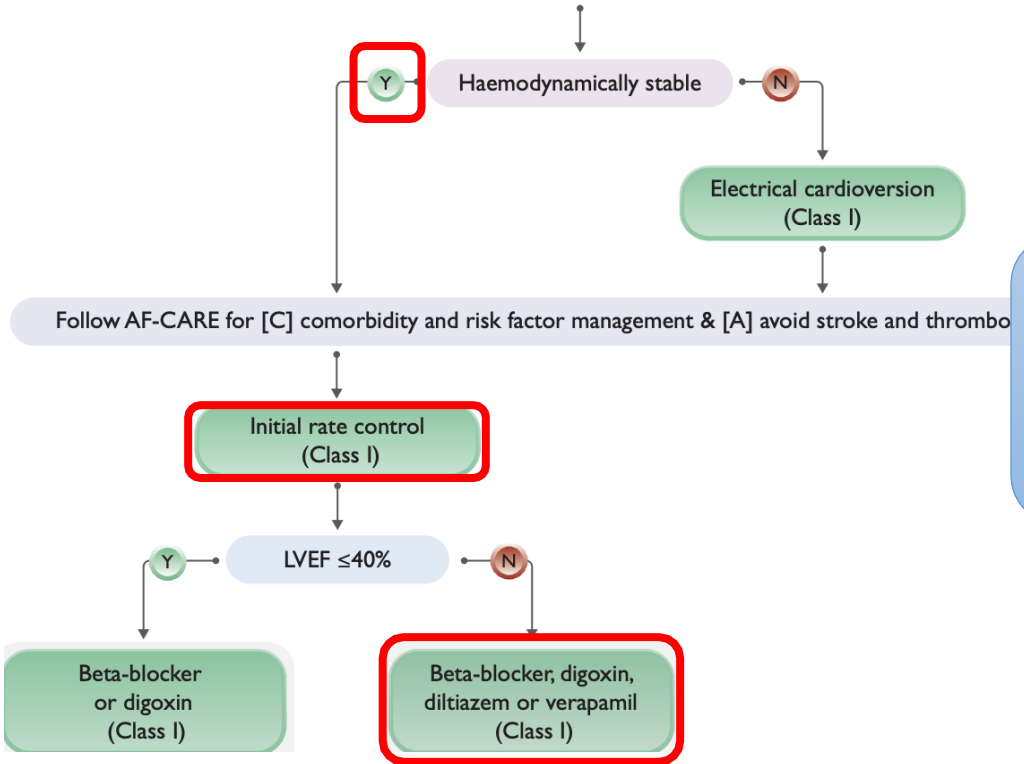 Y
Haemodynamically stable
N
Electrical cardioversion
(Class I)
Follow AF-CARE for [C] comorbidity and risk factor management & [A] avoid stroke and thrombo
Initial rate control
(Class I)
Y
LVEF ≤40%
N
Beta-blocker
or digoxin
(Class I)
Beta-blocker, digoxin,
diltiazem or verapamil
(Class I)